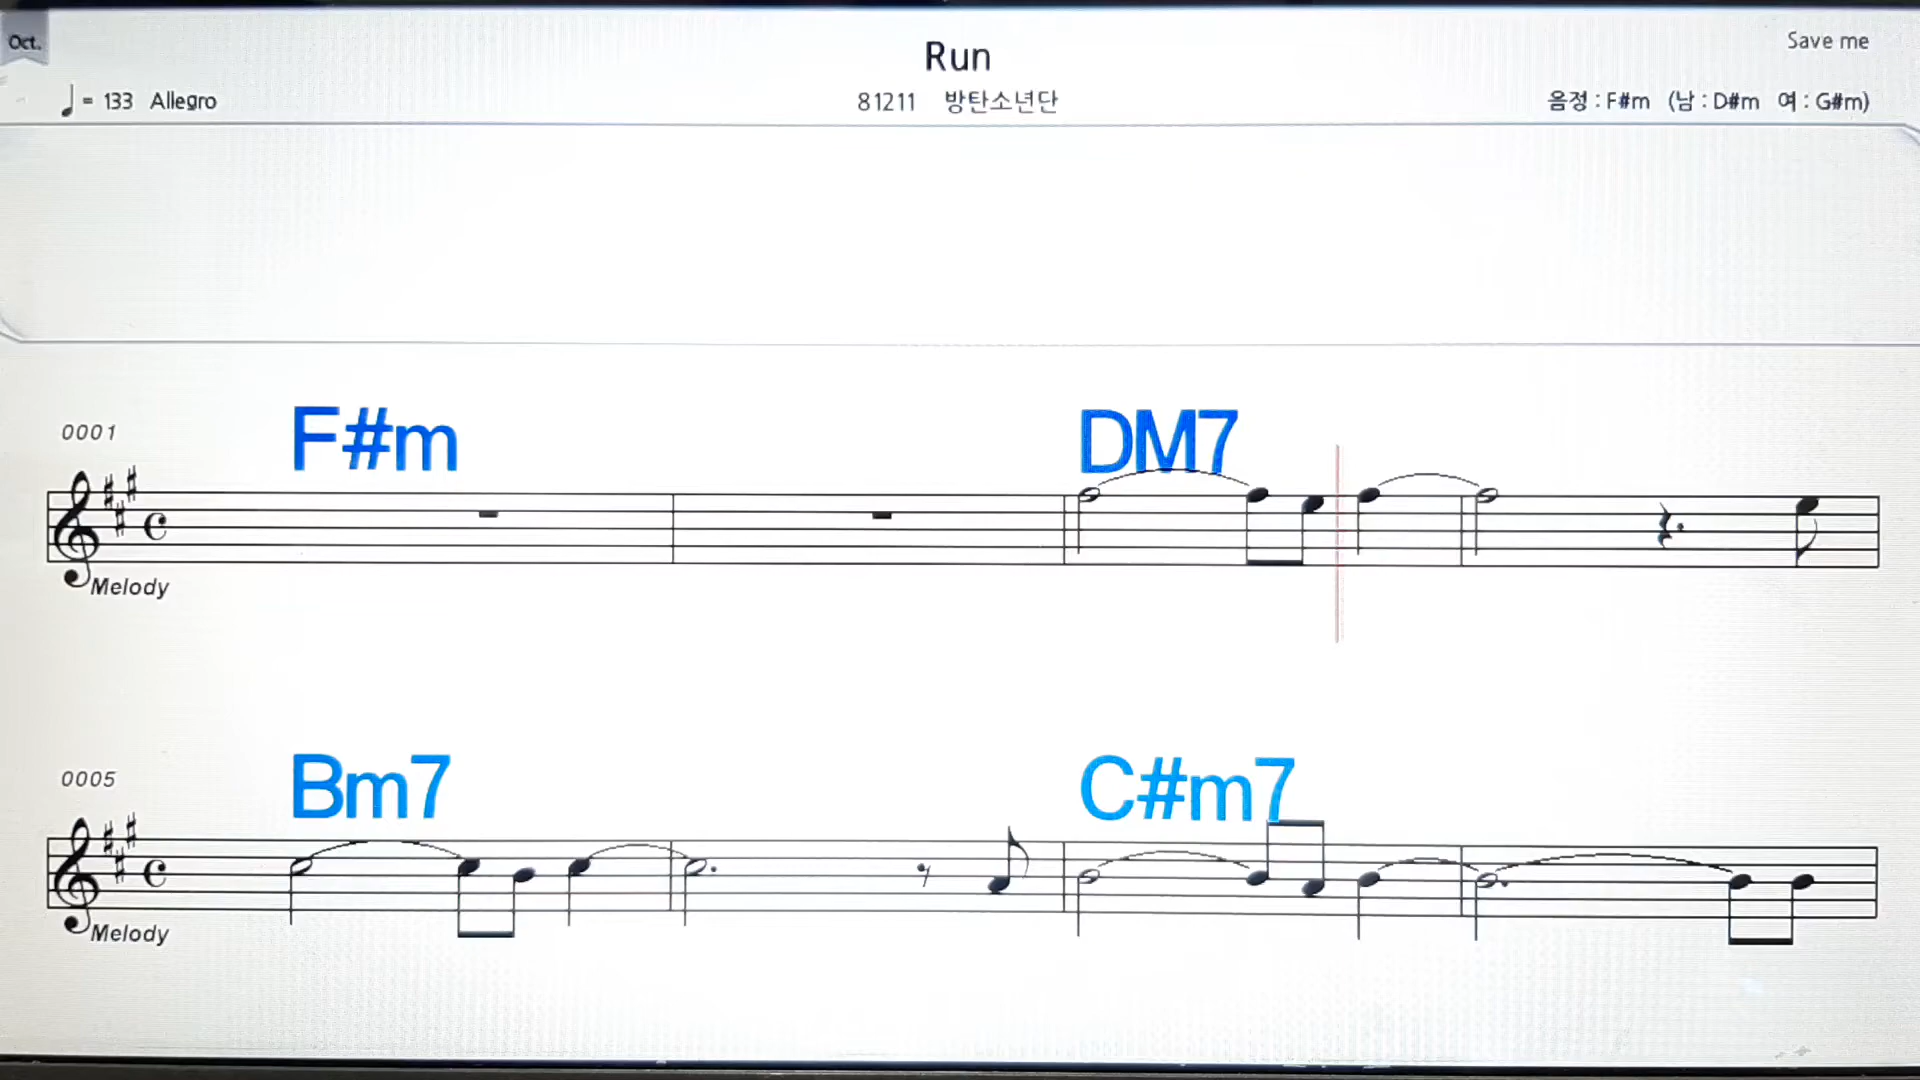 Oct.
Run
Save me
= 133 Allegro
81211 방탄소년단
음정 : F#m (남 : D#m 여 : G#m)
0001
F#m
DM7
Melody
0005
Bm7
C#m7
Melody